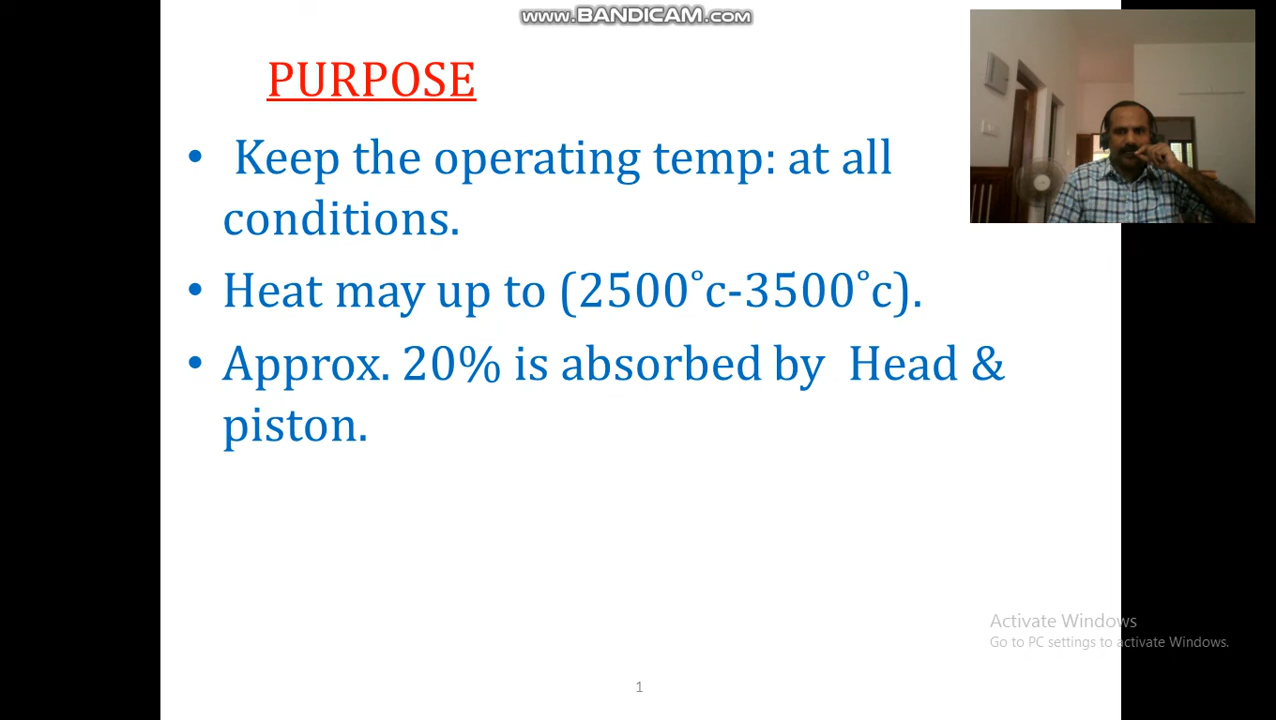 www.BANDICAM.com
PURPOSE
• Keep the operating temp: at all
conditions.
• Heat may up to (2500˚c-3500˚c).
• Approx. 20% is absorbed by Head &
piston.
Activate Windows
Go to PC settings to activate Windows.
1